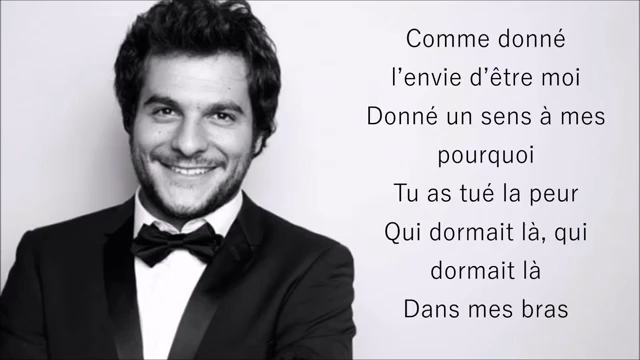 Comme donné
l’envie d’être moi
Donné un sens à mes
pourquoi
Tu as tué la peur
Qui dormait là, qui
dormait là
Dans mes bras